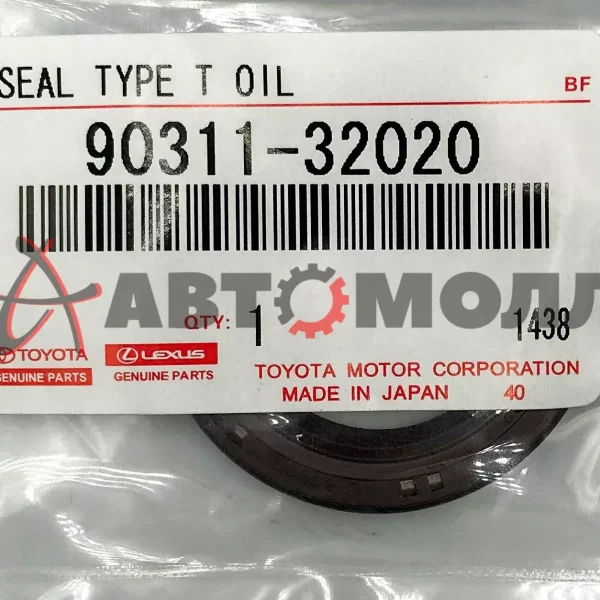 SEAL TYPE T OIL
BF
90311-32020
АВТОМОЛЛ
QTY: 1
1438
TOYOTA LEXUS
GENUINE PARTS GENUINE PARTS
TOYOTA MOTOR CORPORATION
MADE IN JAPAN 40